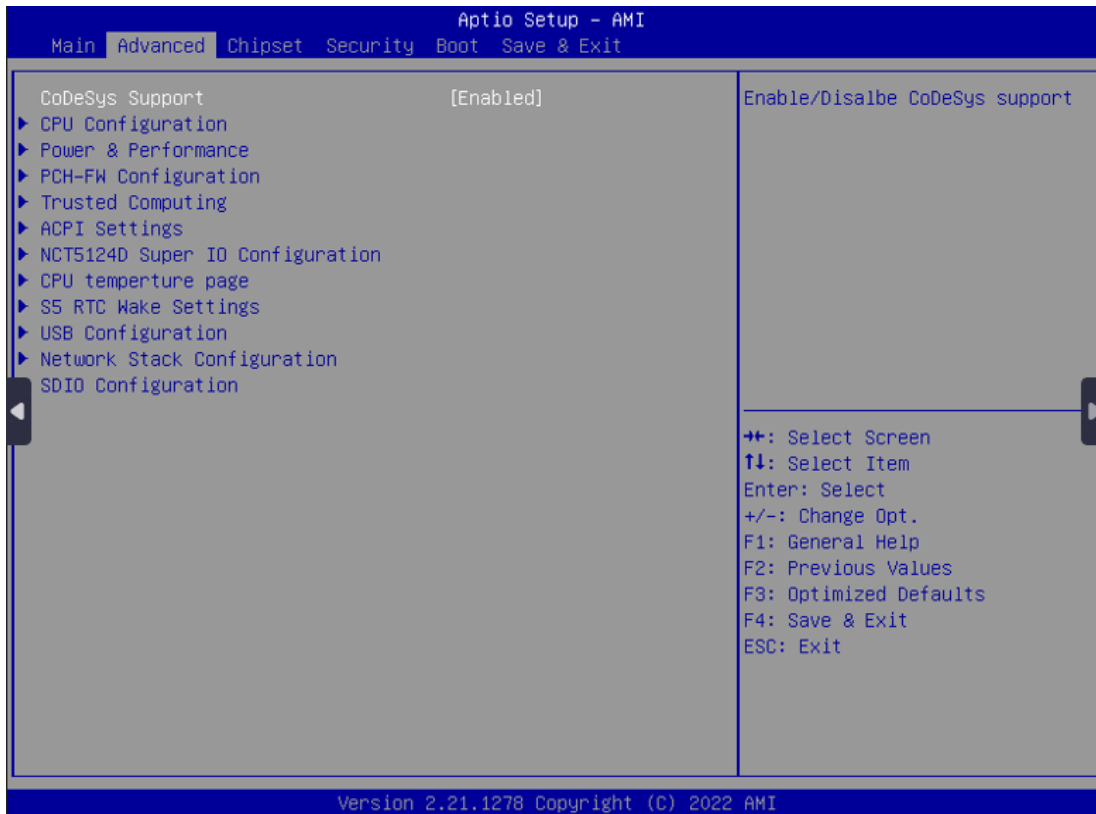 Aptio Setup – AMI
Main Advanced Chipset Security Boot Save & Exit
CoDeSys Support [Enabled]
CPU Configuration
Power & Performance
PCH-FW Configuration
Trusted Computing
ACPI Settings
NCT5124D Super IO Configuration
CPU temperture page
S5 RTC Wake Settings
USB Configuration
Network Stack Configuration
SDIO Configuration
Enable/Disalbe CoDeSys support
→←: Select Screen
↑↓: Select Item
Enter: Select
+/-: Change Opt.
F1: General Help
F2: Previous Values
F3: Optimized Defaults
F4: Save & Exit
ESC: Exit
Version 2.21.1278 Copyright (C) 2022 AMI